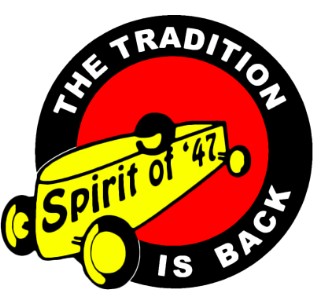 THE TRADITION
Spirit of '47
IS BACK